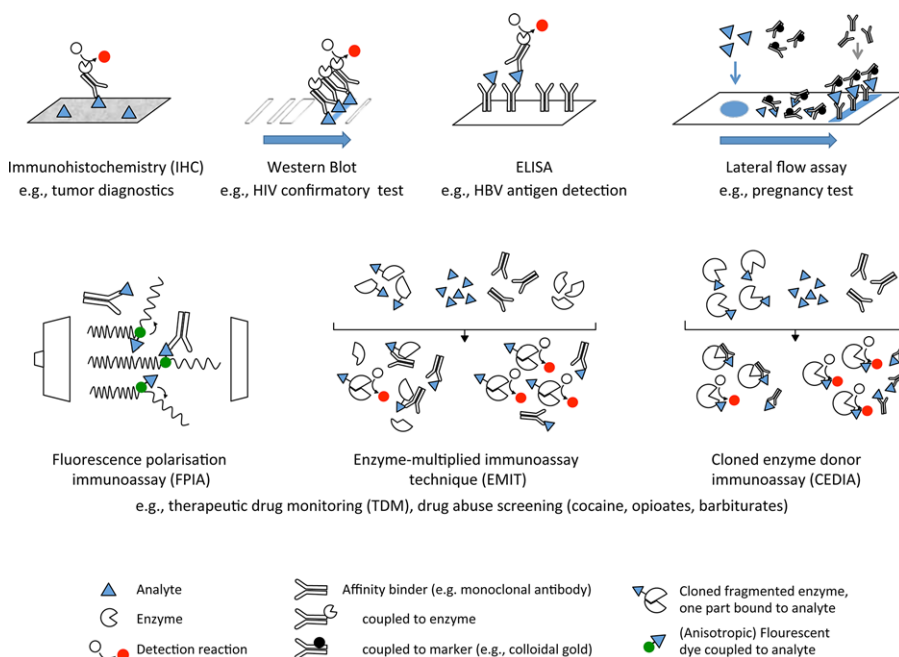 Immunohistochemistry (IHC)
e.g., tumor diagnostics
Western Blot
e.g., HIV confirmatory test
ELISA
e.g., HBV antigen detection
Lateral flow assay
e.g., pregnancy test
Fluorescence polarisation
immunoassay (FPIA)
Enzyme-multiplied immunoassay
technique (EMIT)
Cloned enzyme donor
immunoassay (CEDIA)
e.g., therapeutic drug monitoring (TDM), drug abuse screening (cocaine, opioates, barbiturates)
Analyte
Enzyme
Detection reaction
Affinity binder (e.g. monoclonal antibody)
coupled to enzyme
coupled to marker (e.g., colloidal gold)
Cloned fragmented enzyme,
one part bound to analyte
(Anisotropic) Flourescent
dye coupled to analyte